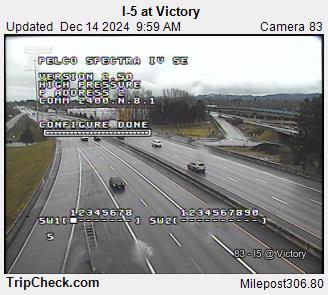 I-5 at Victory
Updated Dec 14 2024 9:59 AM Camera 83
PELCO SPECTRA IV SE
VERSION 2.50
HIGH PRESSURE
P ADDRESS 2
COMM 2400.N.8.1
CONFIGURE DONE
12345678 1234567890
SW1 SW2
S
83 - I5 @ Victory
TripCheck.com Milepost306.80